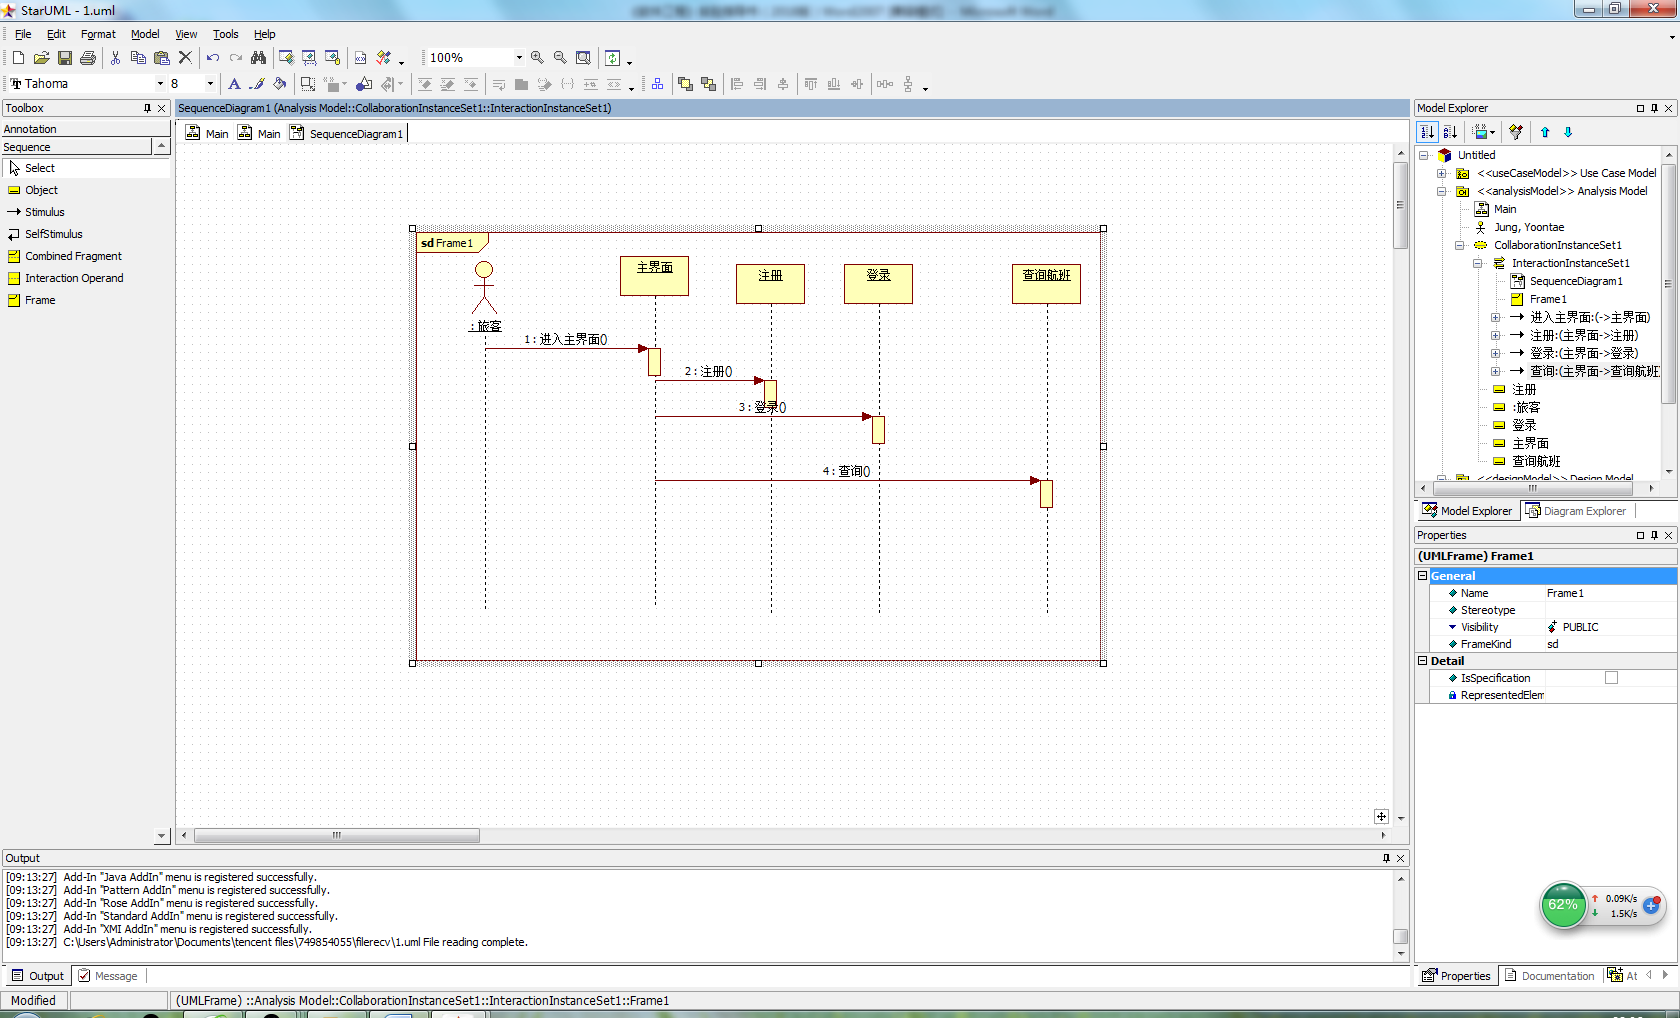 StarUML - 1.uml
File Edit Format Model View Tools Help
100%
Tahoma 8
Toolbox
Annotation
Sequence
Select
Object
Stimulus
SelfStimulus
Combined Fragment
Interaction Operand
Frame
SequenceDiagram1 (Analysis Model::CollaborationInstanceSet1::InteractionInstanceSet1)
Main Main SequenceDiagram1
sd Frame1
主界面
注册
登录
查询航班
: 旅客
1 : 进入主界面()
2 : 注册()
3 : 登录()
4 : 查询()
Model Explorer
Untitled
<<useCaseModel>> Use Case Model
<<analysisModel>> Analysis Model
Main
Jung, Yoontae
CollaborationInstanceSet1
InteractionInstanceSet1
SequenceDiagram1
Frame1
进入主界面:(->主界面)
注册:(主界面->注册)
登录:(主界面->登录)
查询:(主界面->查询航班
注册
:旅客
登录
主界面
查询航班
<<designModel>> Design Model
Model Explorer Diagram Explorer
Properties
(UMLFrame) Frame1
General
Name Frame1
Stereotype
Visibility PUBLIC
FrameKind sd
Detail
IsSpecification
RepresentedElem
Output
[09:13:27] Add-In "Java AddIn" menu is registered successfully.
[09:13:27] Add-In "Pattern AddIn" menu is registered successfully.
[09:13:27] Add-In "Rose AddIn" menu is registered successfully.
[09:13:27] Add-In "Standard AddIn" menu is registered successfully.
[09:13:27] Add-In "XMI AddIn" menu is registered successfully.
[09:13:27] C:\Users\Administrator\Documents\tencent files\749854055\filerecv\1.uml File reading complete.
62%
0.09K/s
1.5K/s
Output Message
Properties Documentation At
Modified
(UMLFrame) ::Analysis Model::CollaborationInstanceSet1::InteractionInstanceSet1::Frame1